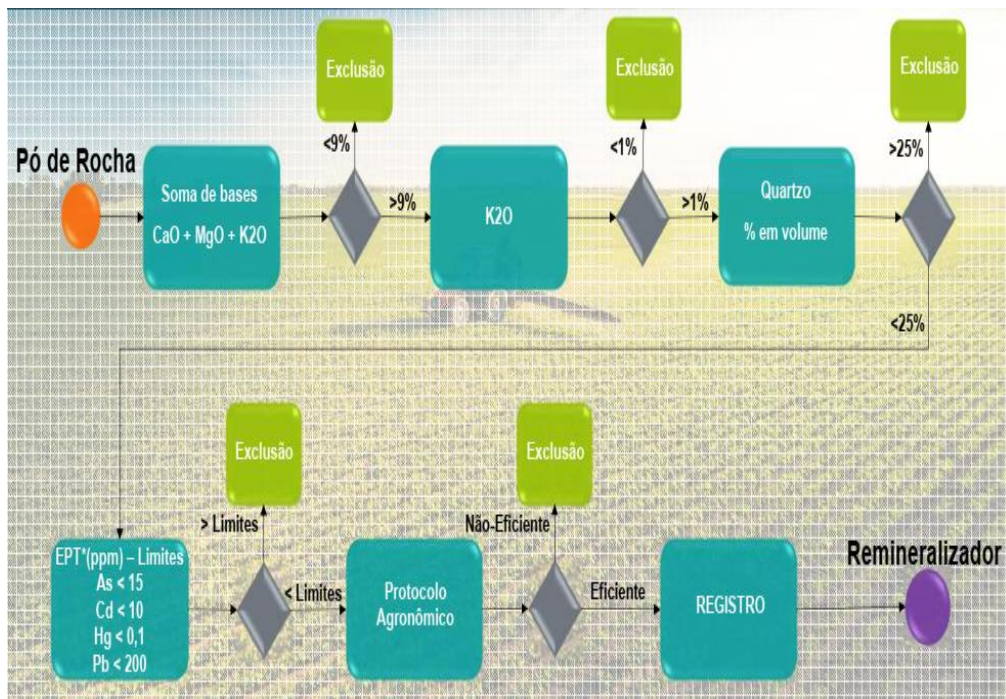 Exclusão
Exclusão
Exclusão
<9%
<1%
>25%
Pó de Rocha
Soma de bases
CaO + MgO + K2O
>9%
K2O
>1%
Quartzo
% em volume
<25%
Exclusão
Exclusão
> Limites
Não-Eficiente
EPT*(ppm) – Limites
As < 15
Cd < 10
Hg < 0,1
Pb < 200
< Limites
Protocolo
Agronômico
Eficiente
REGISTRO
Remineralizador